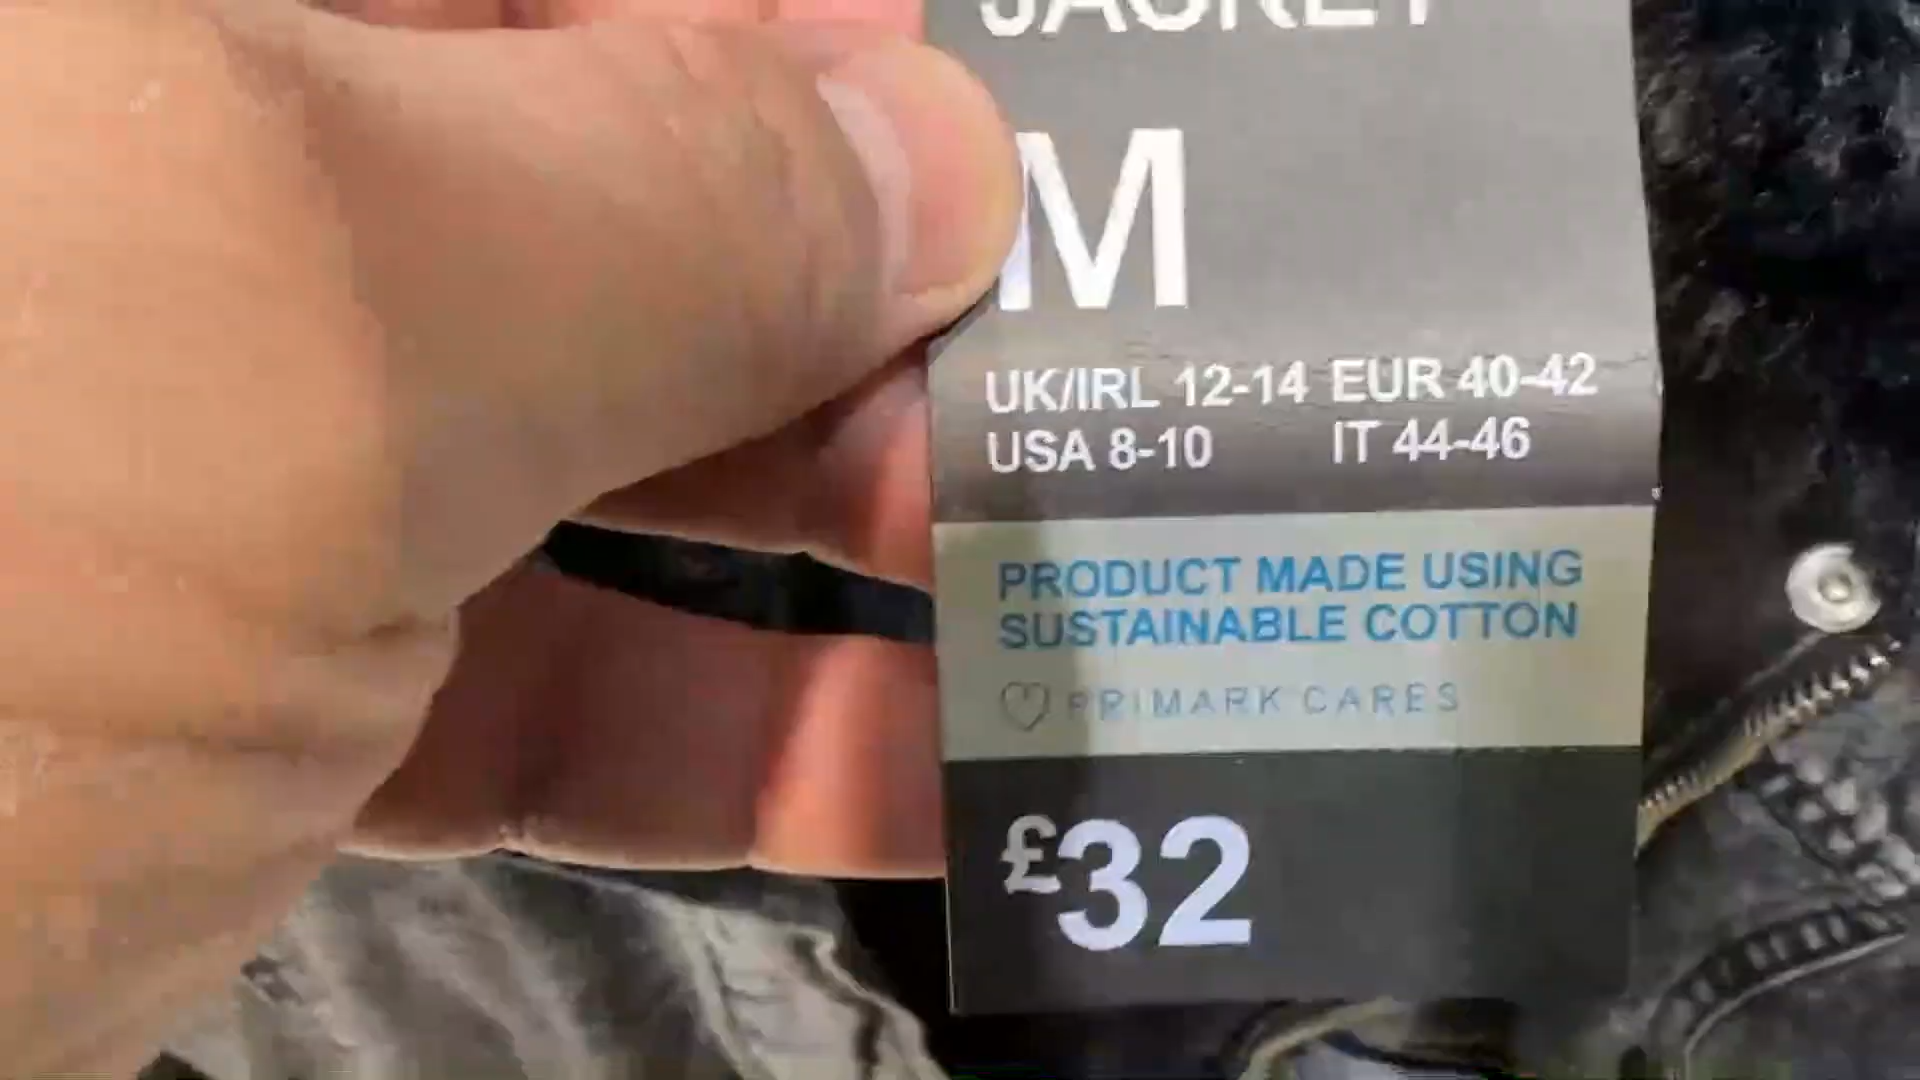 JACKET
M
UK/IRL 12-14 EUR 40-42
USA 8-10 IT 44-46
PRODUCT MADE USING
SUSTAINABLE COTTON
PRIMARK CARES
£32